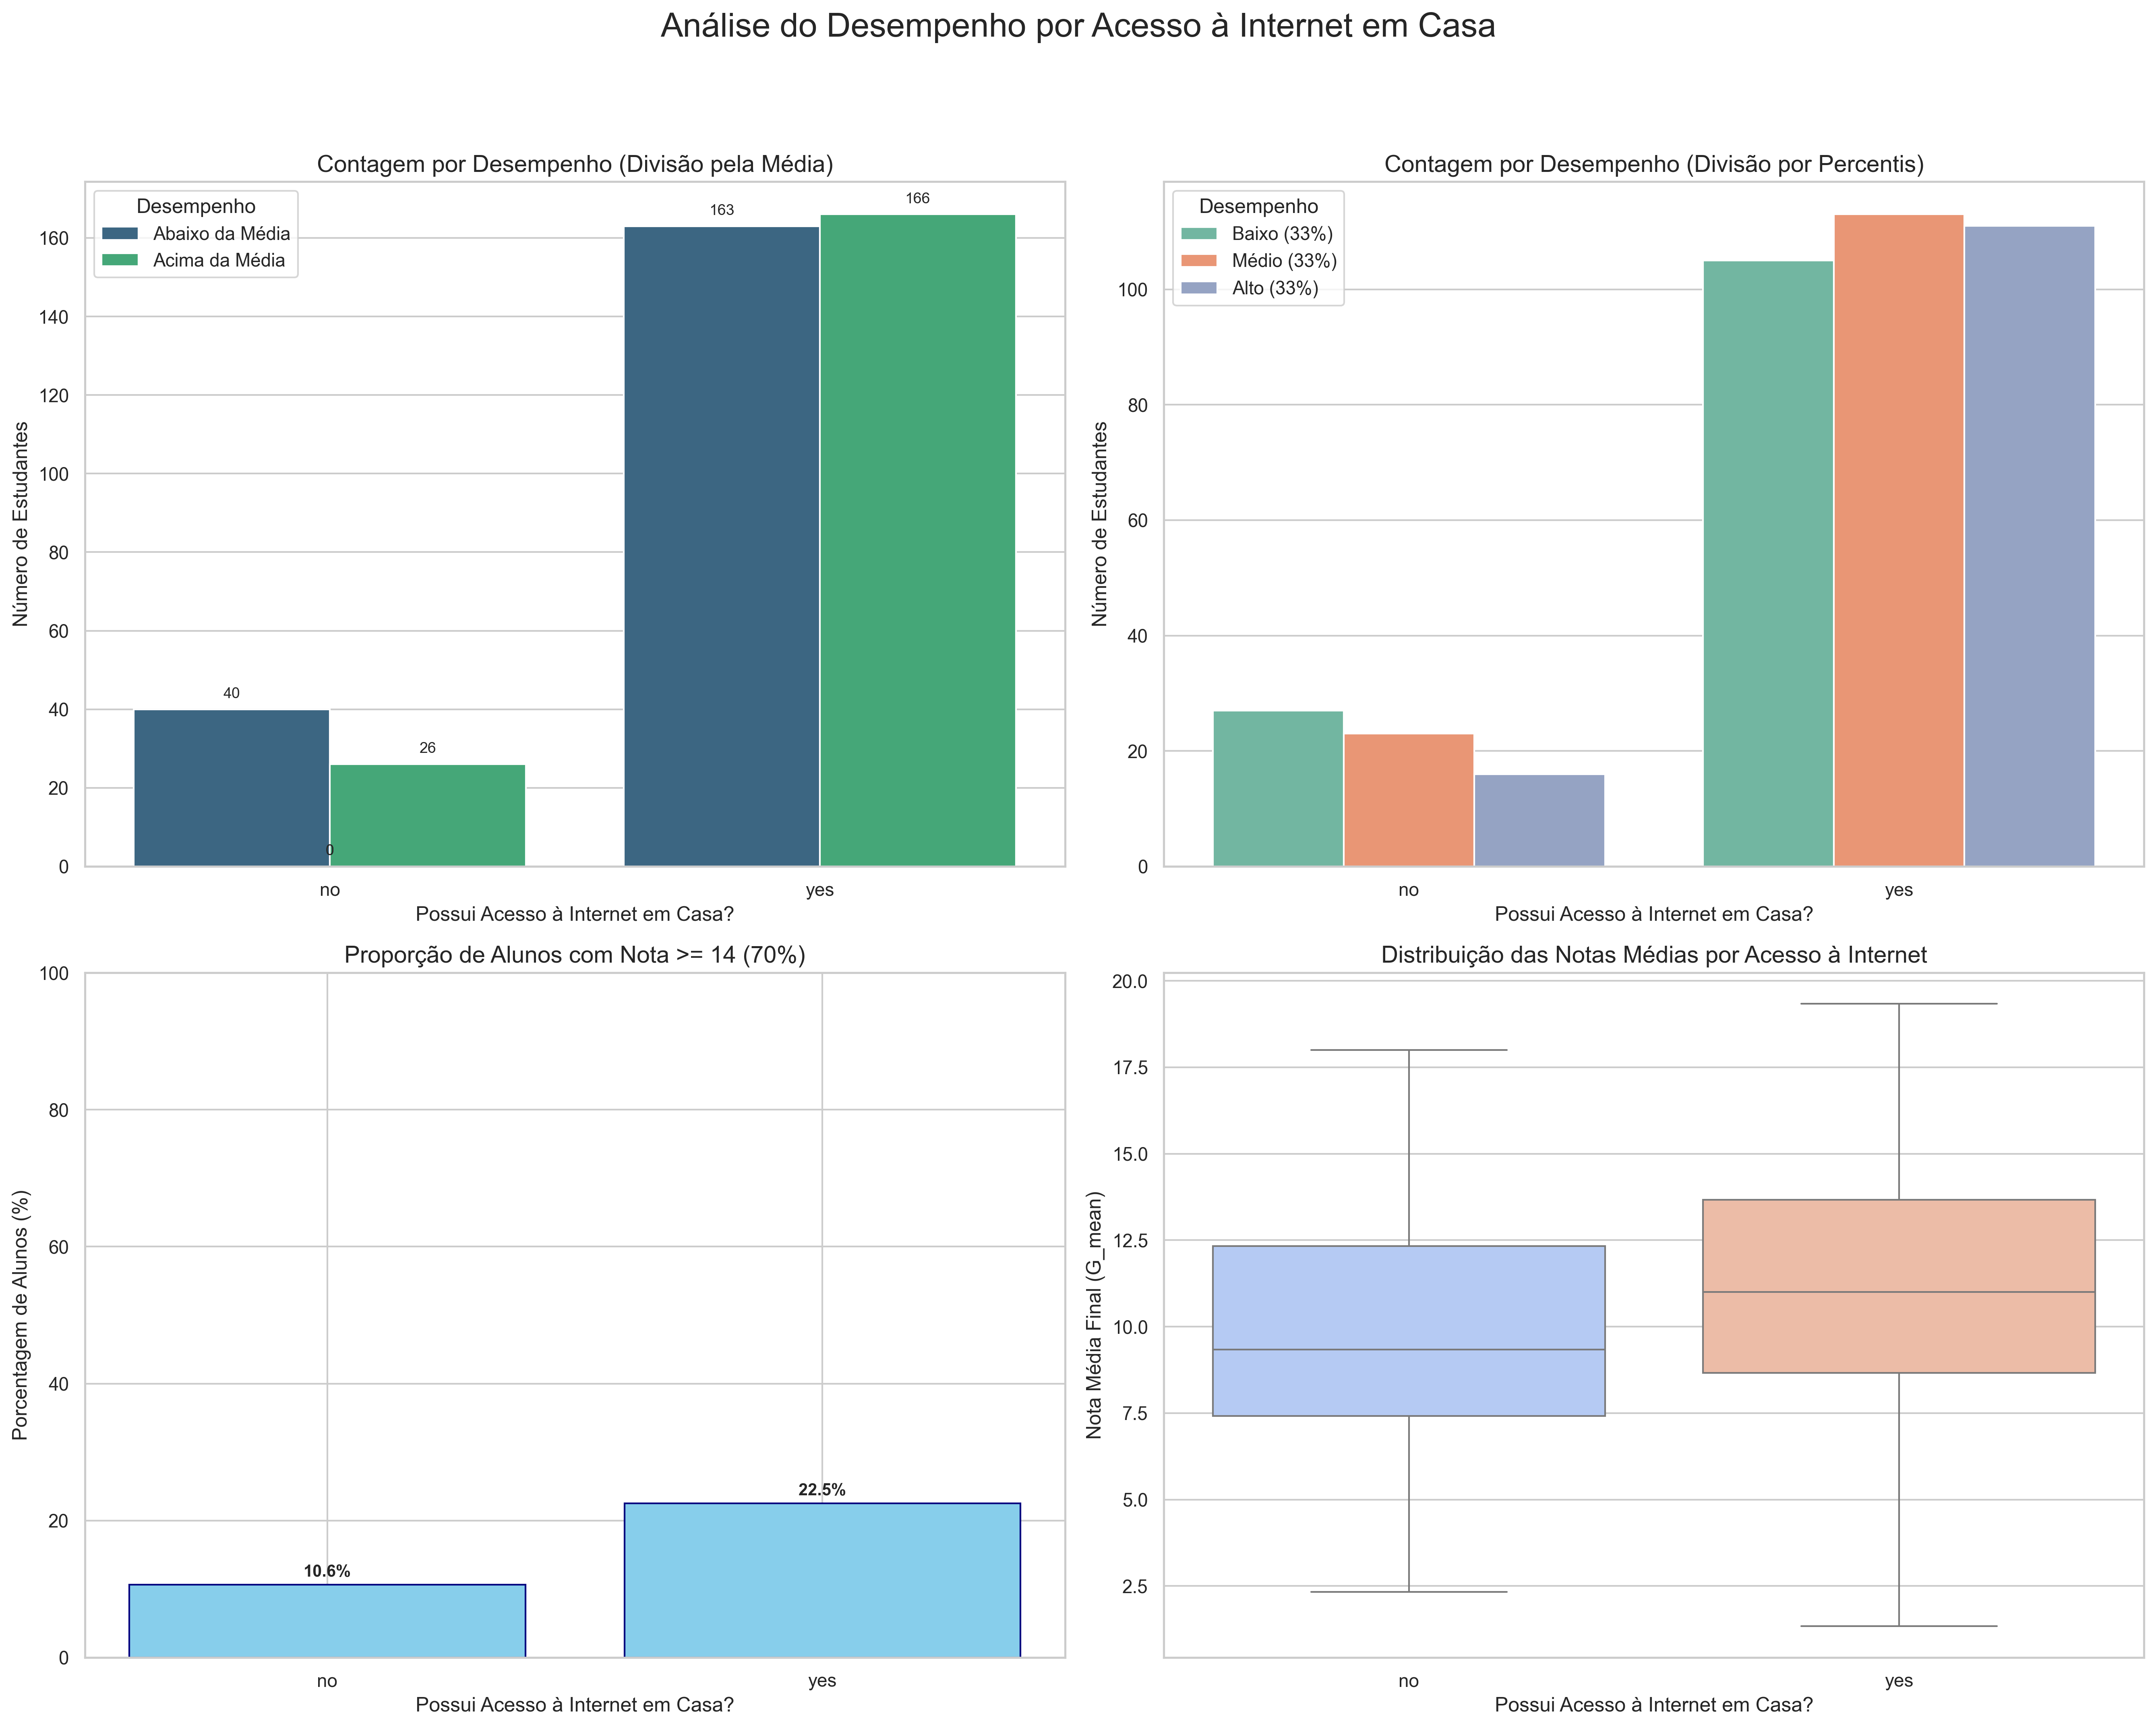 Análise do Desempenho por Acesso à Internet em Casa
Contagem por Desempenho (Divisão pela Média)
Desempenho
Abaixo da Média
Acima da Média
163
166
40
26
0
160
140
120
100
80
60
40
20
0
Número de Estudantes
no
yes
Possui Acesso à Internet em Casa?
Contagem por Desempenho (Divisão por Percentis)
Desempenho
Baixo (33%)
Médio (33%)
Alto (33%)
100
80
60
40
20
0
Número de Estudantes
no
yes
Possui Acesso à Internet em Casa?
Proporção de Alunos com Nota >= 14 (70%)
100
80
60
40
20
0
Porcentagem de Alunos (%)
10.6%
22.5%
no
yes
Possui Acesso à Internet em Casa?
Distribuição das Notas Médias por Acesso à Internet
20.0
17.5
15.0
12.5
10.0
7.5
5.0
2.5
Nota Média Final (G_mean)
no
yes
Possui Acesso à Internet em Casa?